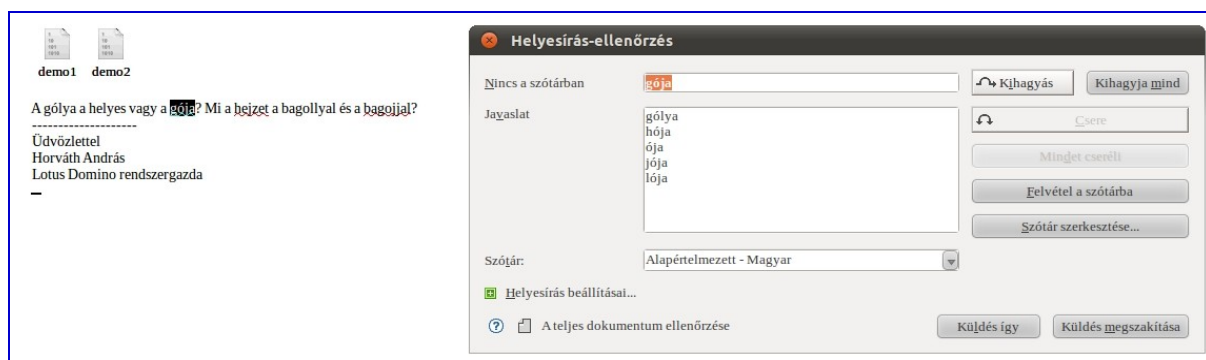 demo1 demo2
A gólya a helyes vagy a gója? Mi a hejzet a bagollyal és a bagojjal?
--------------------
Üdvözlettel
Horváth András
Lotus Domino rendszergazda
Helyesírás-ellenőrzés
Nincs a szótárban gója Kihagyás Kihagyja mind
Javaslat gólya Csere
hója
ója
jója Mindet cseréli
lója
Felvétel a szótárba
Szótár szerkesztése...
Szótár: Alapértelmezett - Magyar
Helyesírás beállításai...
A teljes dokumentum ellenőrzése Küldés így Küldés megszakítása